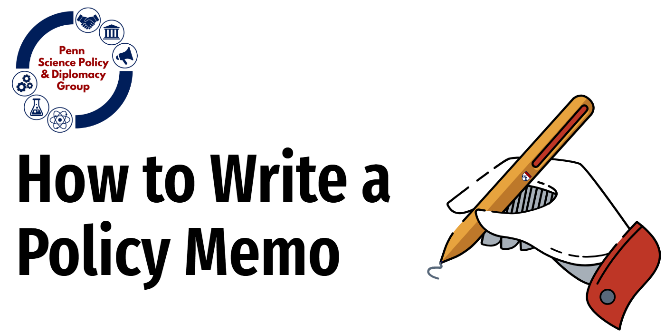 Penn
Science Policy
& Diplomacy
Group
How to Write a
Policy Memo